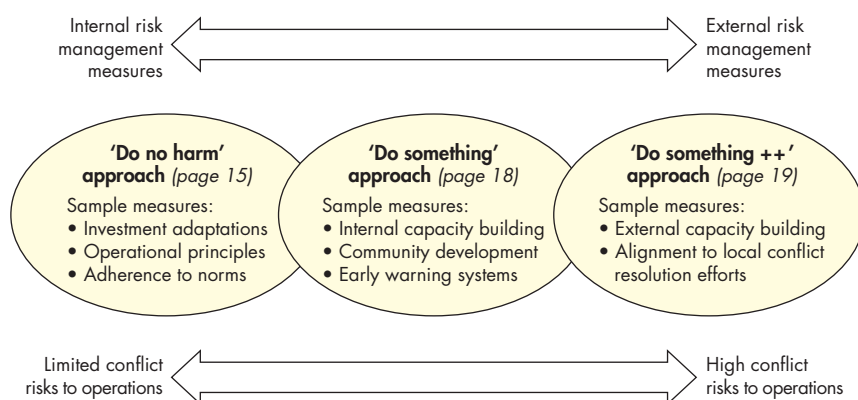 Internal risk
management
measures
External risk
management
measures
'Do no harm'
approach (page 15)
Sample measures:
• Investment adaptations
• Operational principles
• Adherence to norms
'Do something'
approach (page 18)
Sample measures:
• Internal capacity building
• Community development
• Early warning systems
'Do something ++'
approach (page 19)
Sample measures:
• External capacity building
• Alignment to local conflict
resolution efforts
Limited conflict
risks to operations
High conflict
risks to operations